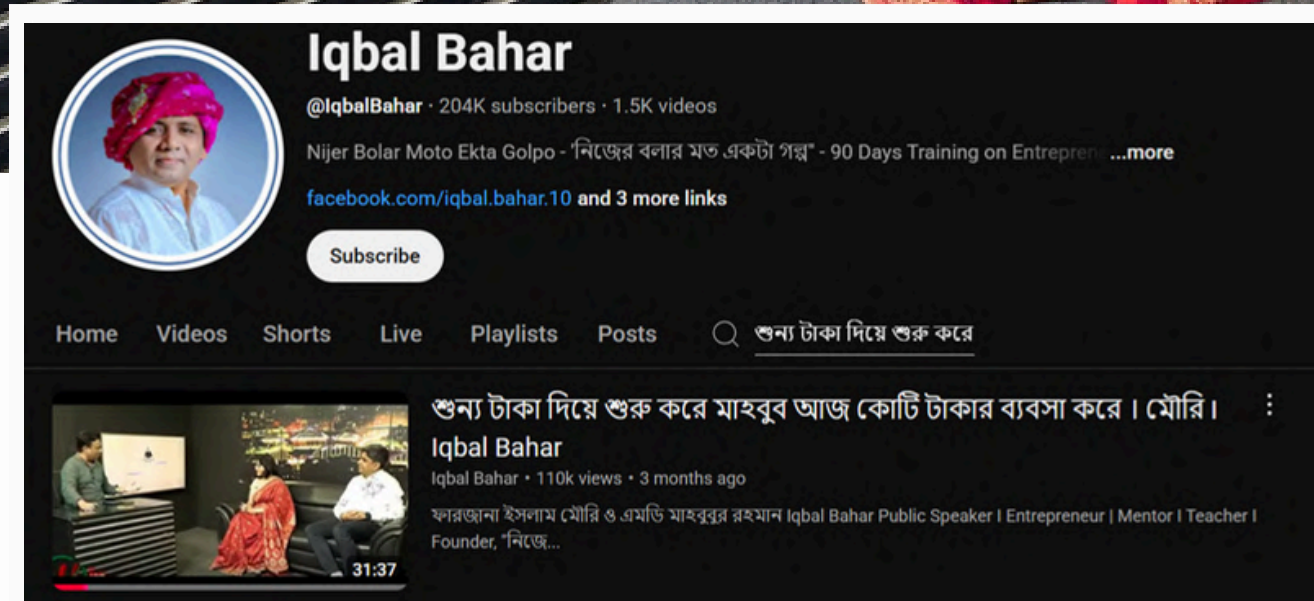 Iqbal Bahar
@IqbalBahar · 204K subscribers · 1.5K videos
Nijer Bolar Moto Ekta Golpo - 'নিজের বলার মত একটা গল্প" - 90 Days Training on Entrepren ...more
facebook.com/iqbal.bahar.10 and 3 more links
Subscribe
Home Videos Shorts Live Playlists Posts শুন্য টাকা দিয়ে শুরু করে
শুন্য টাকা দিয়ে শুরু করে মাহবুব আজ কোটি টাকার ব্যবসা করে । মৌরি ।
Iqbal Bahar
Iqbal Bahar • 110k views • 3 months ago
ফারজানা ইসলাম মৌরি ও এমডি মাহবুবুর রহমান Iqbal Bahar Public Speaker I Entrepreneur | Mentor I Teacher I
Founder, "নিজে...
31:37